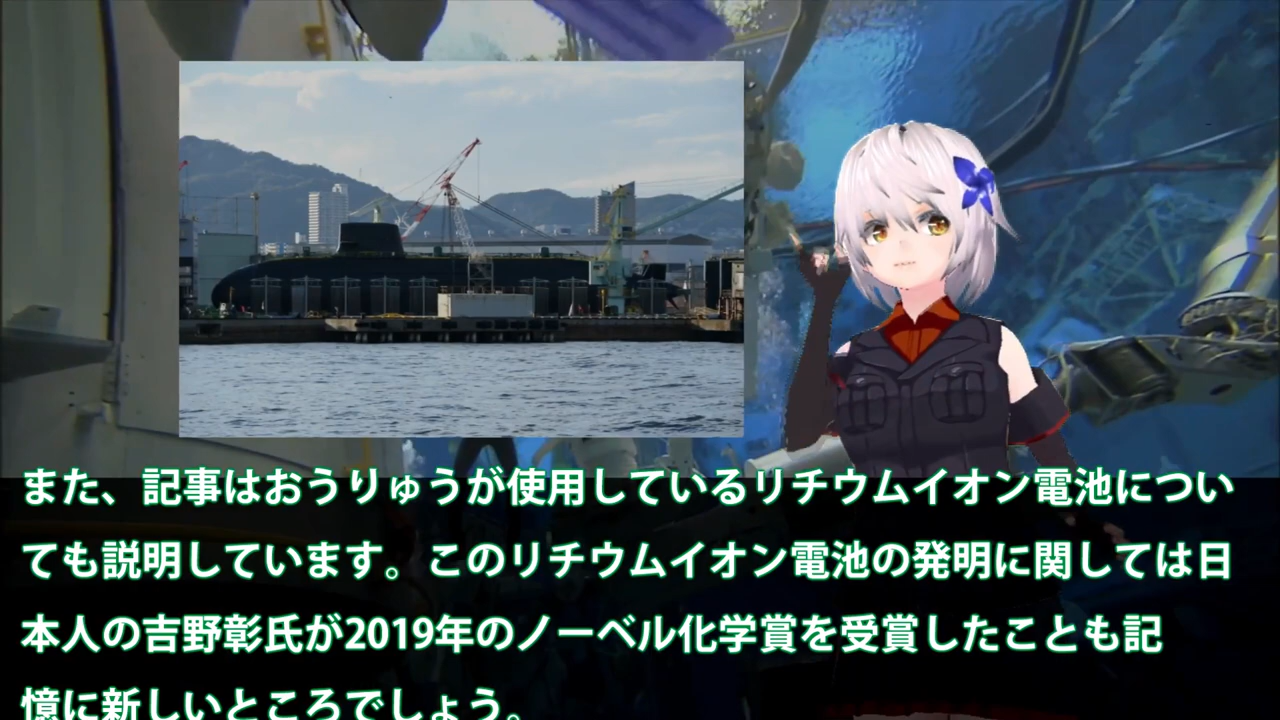 また、記事はおうりゅうが使用しているリチウムイオン電池につい
ても説明しています。このリチウムイオン電池の発明に関しては日
本人の吉野彰氏が2019年のノーベル化学賞を受賞したことも記
憶に新しいところでしょう。